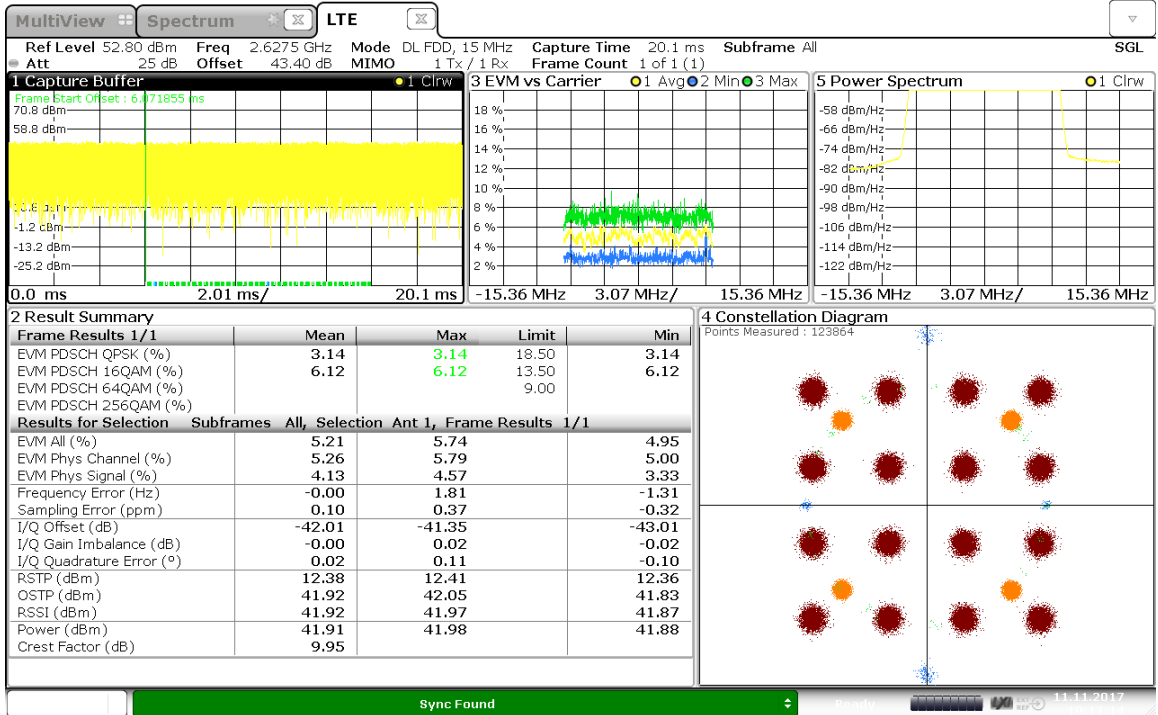 MultiView Spectrum LTE
Ref Level 52.80 dBm Freq 2.6275 GHz Mode DL FDD, 15 MHz Capture Time 20.1 ms Subframe All SGL
Att 25 dB Offset 43.40 dB MIMO 1 Tx / 1 Rx Frame Count 1 of 1 (1)
1 Capture Buffer 1 Clrw
Frame Start Offset : 6.071855 ms
70.8 dBm
58.8 dBm
-1.2 dBm
-13.2 dBm
-25.2 dBm
0.0 ms 2.01 ms/ 20.1 ms
3 EVM vs Carrier 1 Avg 2 Min 3 Max
18 %
16 %
14 %
12 %
10 %
8 %
6 %
4 %
2 %
-15.36 MHz 3.07 MHz/ 15.36 MHz
5 Power Spectrum 1 Clrw
-58 dBm/Hz
-66 dBm/Hz
-74 dBm/Hz
-82 dBm/Hz
-90 dBm/Hz
-98 dBm/Hz
-106 dBm/Hz
-114 dBm/Hz
-122 dBm/Hz
-15.36 MHz 3.07 MHz/ 15.36 MHz
2 Result Summary
Frame Results 1/1 Mean Max Limit Min
EVM PDSCH QPSK (%) 3.14 3.14 18.50 3.14
EVM PDSCH 16QAM (%) 6.12 6.12 13.50 6.12
EVM PDSCH 64QAM (%) 9.00
EVM PDSCH 256QAM (%)
Results for Selection Subframes All, Selection Ant 1, Frame Results 1/1
EVM All (%) 5.21 5.74 4.95
EVM Phys Channel (%) 5.26 5.79 5.00
EVM Phys Signal (%) 4.13 4.57 3.33
Frequency Error (Hz) -0.00 1.81 -1.31
Sampling Error (ppm) 0.10 0.37 -0.32
I/Q Offset (dB) -42.01 -41.35 -43.01
I/Q Gain Imbalance (dB) -0.00 0.02 -0.02
I/Q Quadrature Error (°) 0.02 0.11 -0.10
RSTP (dBm) 12.38 12.41 12.36
OSTP (dBm) 41.92 42.05 41.83
RSSI (dBm) 41.92 41.97 41.87
Power (dBm) 41.91 41.98 41.88
Crest Factor (dB) 9.95
4 Constellation Diagram
Points Measured : 123864
Sync Found
Ready
LXI
EXT
REF
11.11.2017